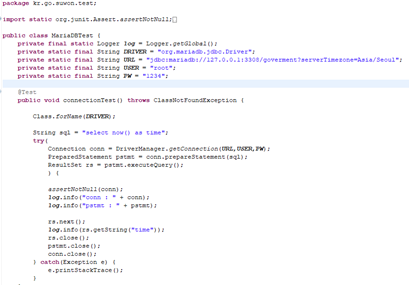 package kr.go.suwon.test;
import static org.junit.Assert.assertNotNull;
public class MariaDBTest {
private final static Logger log = Logger.getGlobal();
private static final String DRIVER = "org.mariadb.jdbc.Driver";
private static final String URL = "jdbc:mariadb://127.0.0.1:3308/goverment?serverTimezone=Asia/Seoul";
private static final String USER = "root";
private static final String PW = "1234";
@Test
public void connectionTest() throws ClassNotFoundException {
Class.forName(DRIVER);
String sql = "select now() as time";
try(
Connection conn = DriverManager.getConnection(URL,USER,PW);
PreparedStatement pstmt = conn.prepareStatement(sql);
ResultSet rs = pstmt.executeQuery();
) {
assertNotNull(conn);
log.info("conn : " + conn);
log.info("pstmt : " + pstmt);
rs.next();
log.info(rs.getString("time"));
rs.close();
pstmt.close();
conn.close();
} catch(Exception e) {
e.printStackTrace();
}